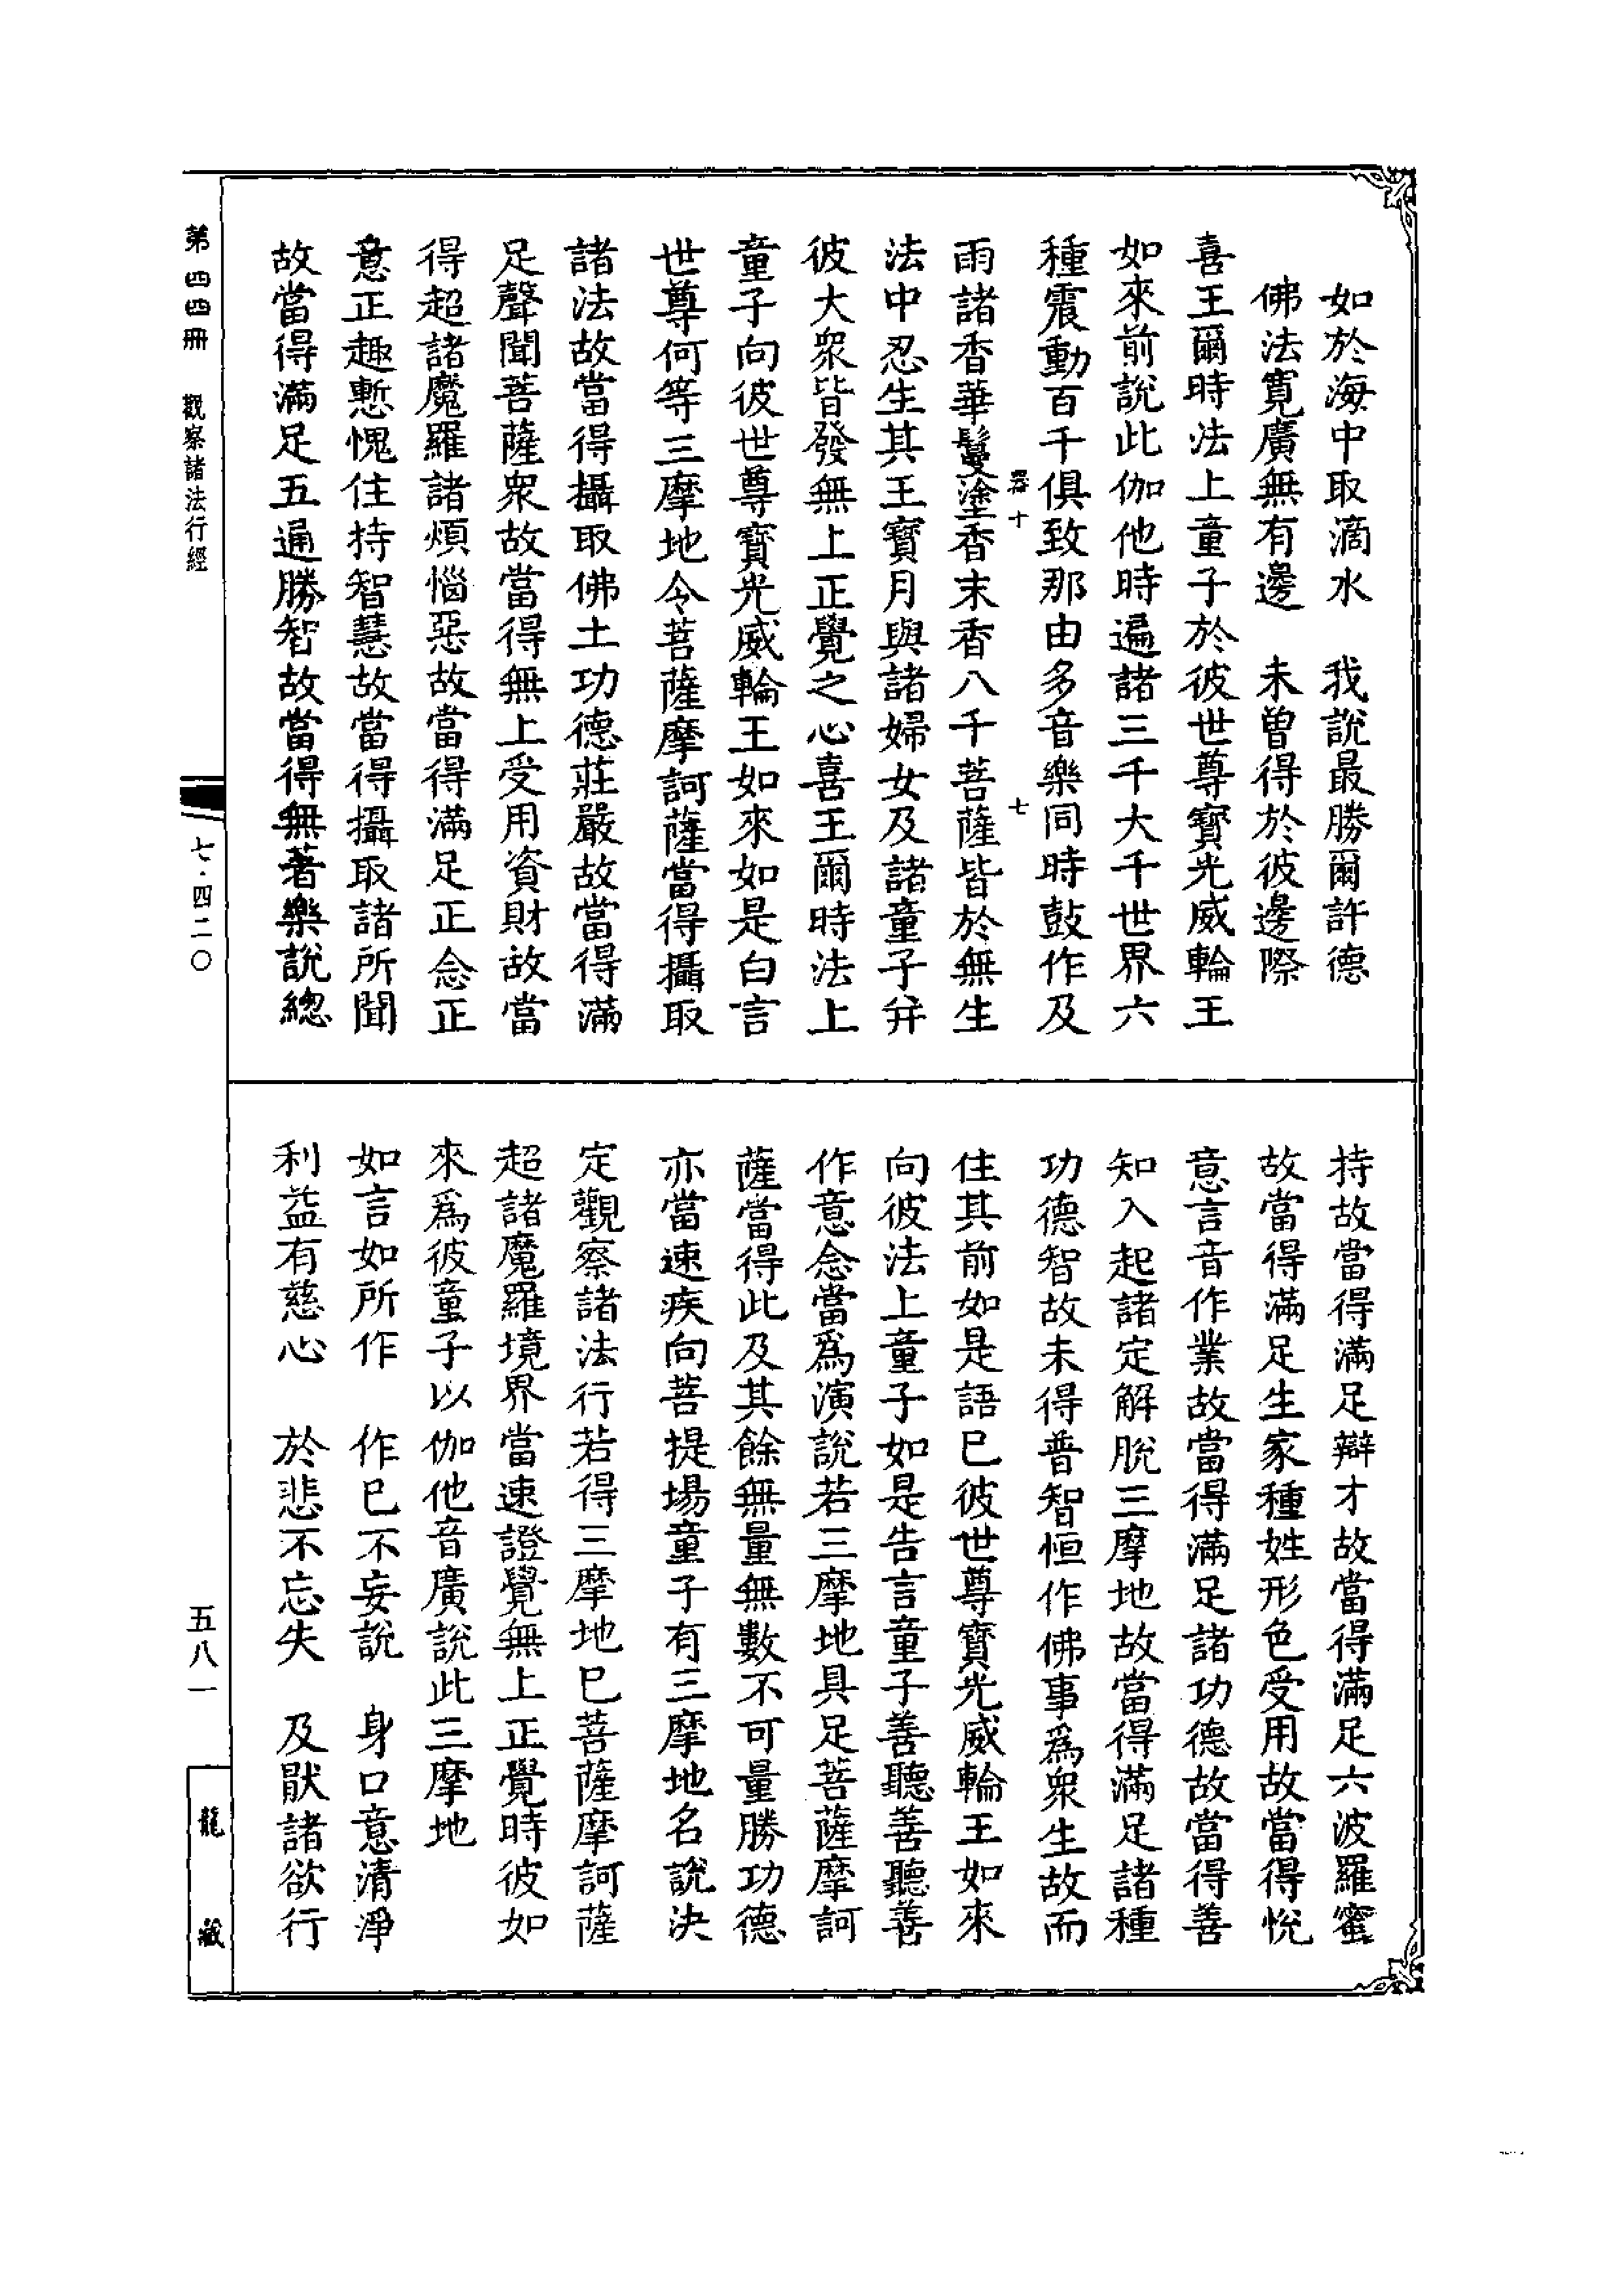 如於海中取滴水　我說最勝爾許德
佛法寬廣無有邊　未曾得於彼邊際
喜王爾時法上童子於彼世尊寶光威輪王
如來前說此伽他時遍諸三千大千世界六
種震動百千俱致那由多音樂同時鼓作及
雨諸香華鬘塗香末香八千菩薩皆於無生
法中忍生其王寶月與諸婦女及諸童子并
彼大眾皆發無上正覺之心喜王爾時法上
童子向彼世尊寶光威輪王如來如是白言
世尊何等三摩地令菩薩摩訶薩當得攝取
諸法故當得攝取佛土功德莊嚴故當得滿
足聲聞菩薩眾故當得無上受用資財故當
得超諸魔羅諸煩惱惡故當得滿足正念正
意正趣慙愧住持智慧故當得攝取諸所聞
故當得滿足五通勝智故當得無著樂說總
持故當得滿足辯才故當得滿足六波羅蜜
故當得滿足生家種姓形色受用故當得悅
意言音作業故當得滿足諸功德故當得善
知入起諸定解脫三摩地故當得滿足諸種
功德智故未得普智恒作佛事爲眾生故而
住其前如是語已彼世尊寶光威輪王如來
向彼法上童子如是告言童子善聽善聽善
作意念當爲演說若三摩地具足菩薩摩訶
薩當得此及其餘無量無數不可量勝功德
亦當速疾向菩提場童子有三摩地名說決
定觀察諸法行若得三摩地已菩薩摩訶薩
超諸魔羅境界當速證覺無上正覺時彼如
來爲彼童子以伽他音廣說此三摩地
如言如所作　作已不妄說　身口意清淨
利益有慈心　於悲不忘失　及猒諸欲行
十
七
第四四冊　觀察諸法行經
七·四二〇
五八一
龍藏